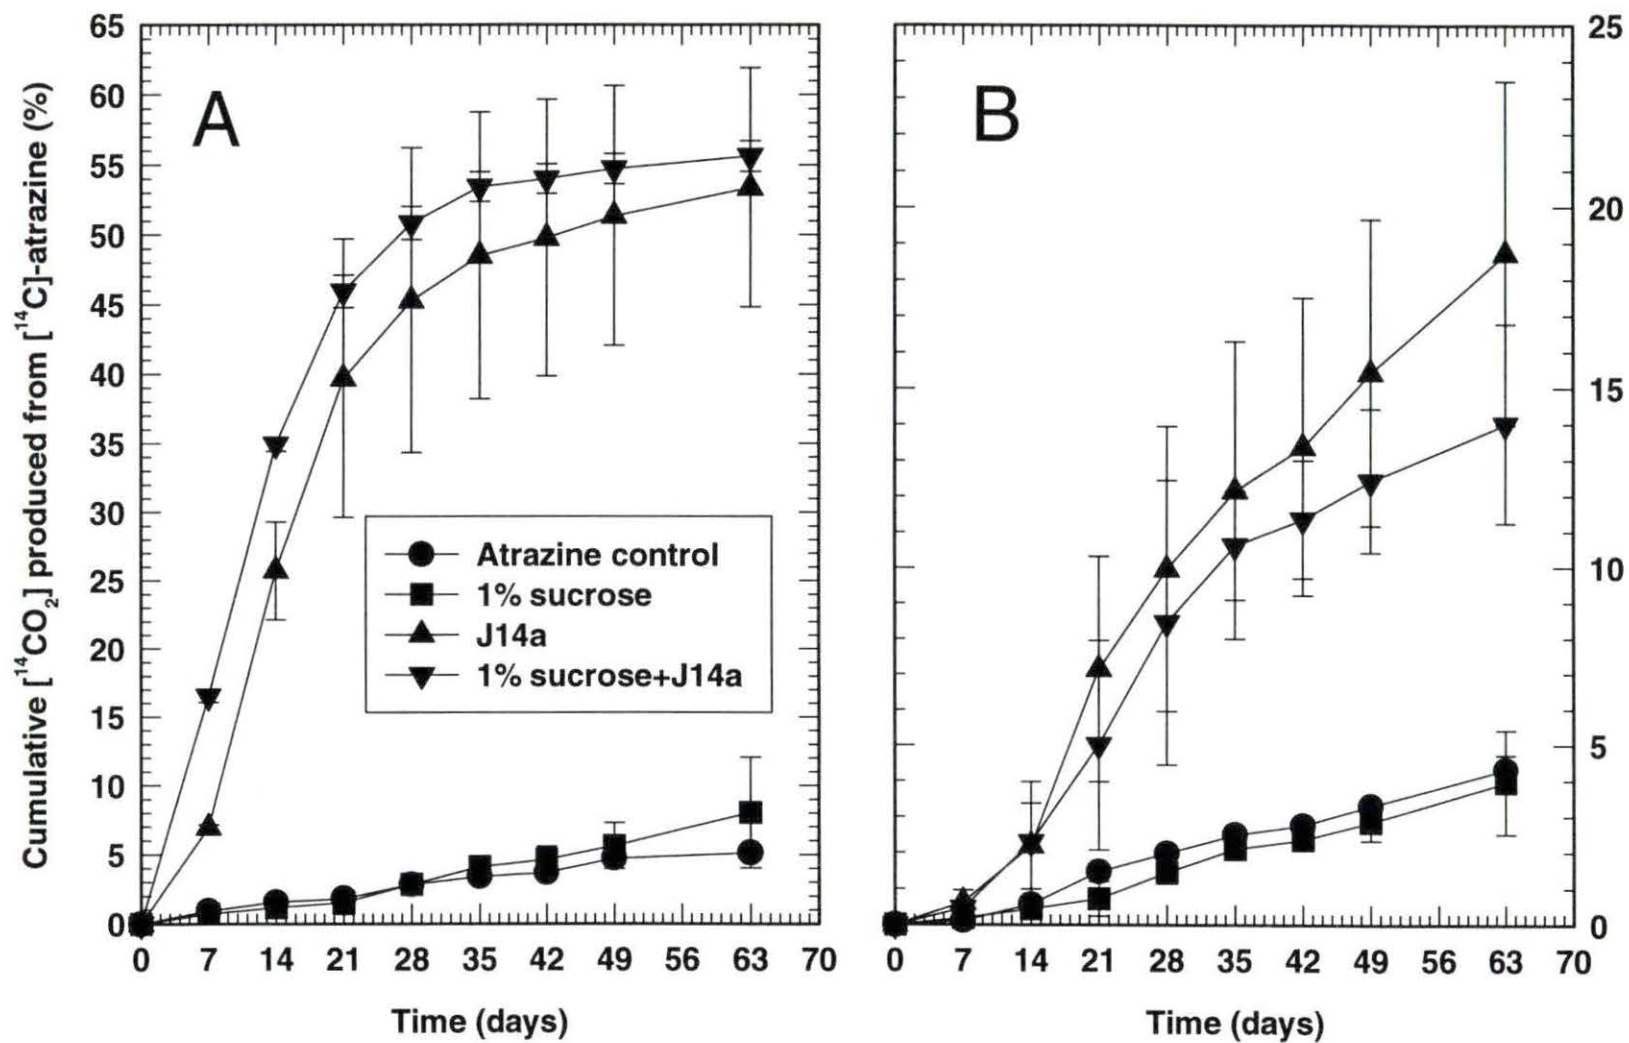 Cumulative [¹⁴CO₂] produced from [¹⁴C]-atrazine (%)
65
60
55
50
45
40
35
30
25
20
15
10
5
0
A
Atrazine control
1% sucrose
J14a
1% sucrose+J14a
0 7 14 21 28 35 42 49 56 63 70
Time (days)
B
25
20
15
10
5
0
0 7 14 21 28 35 42 49 56 63 70
Time (days)